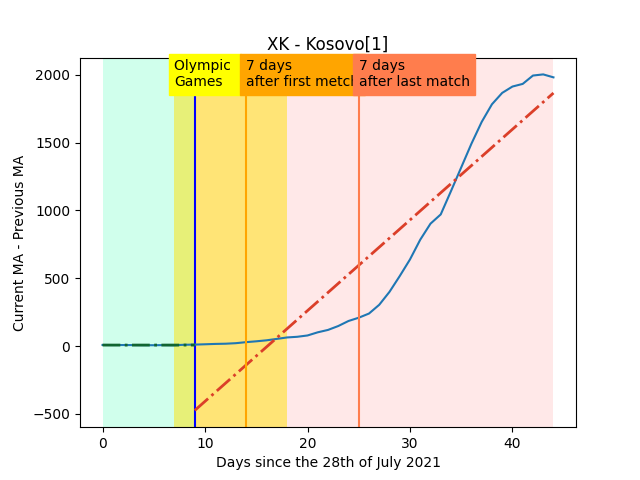 XK - Kosovo[1]
Olympic
Games
7 days
after first metch
7 days
after last match
2000
1500
1000
500
0
−500
Current MA - Previous MA
0 10 20 30 40
Days since the 28th of July 2021